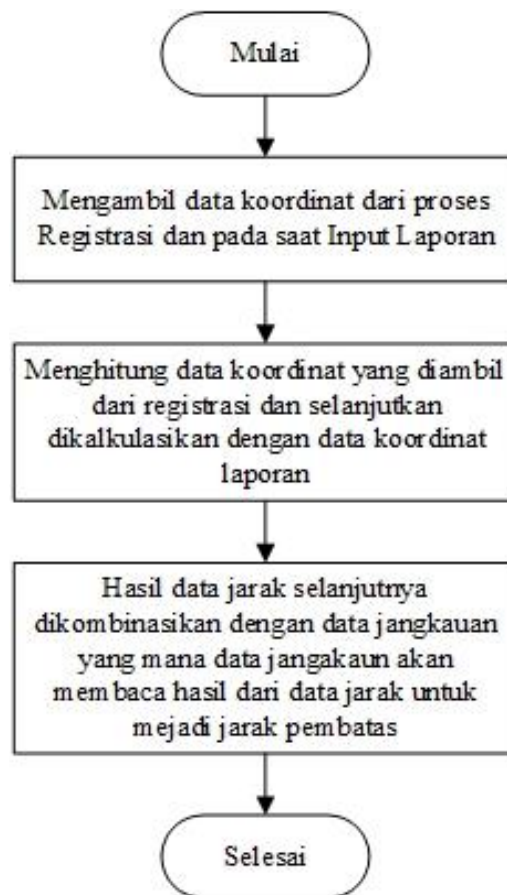 Mulai
Mengambil data koordinat dari proses
Registrasi dan pada saat Input Laporan
Menghitung data koordinat yang diambil
dari registrasi dan selanjutkan
dikalkulasikan dengan data koordinat
laporan
Hasil data jarak selanjutnya
dikombinasikan dengan data jangkauan
yang mana data jangakaun akan
membaca hasil dari data jarak untuk
mejadi jarak pembatas
Selesai